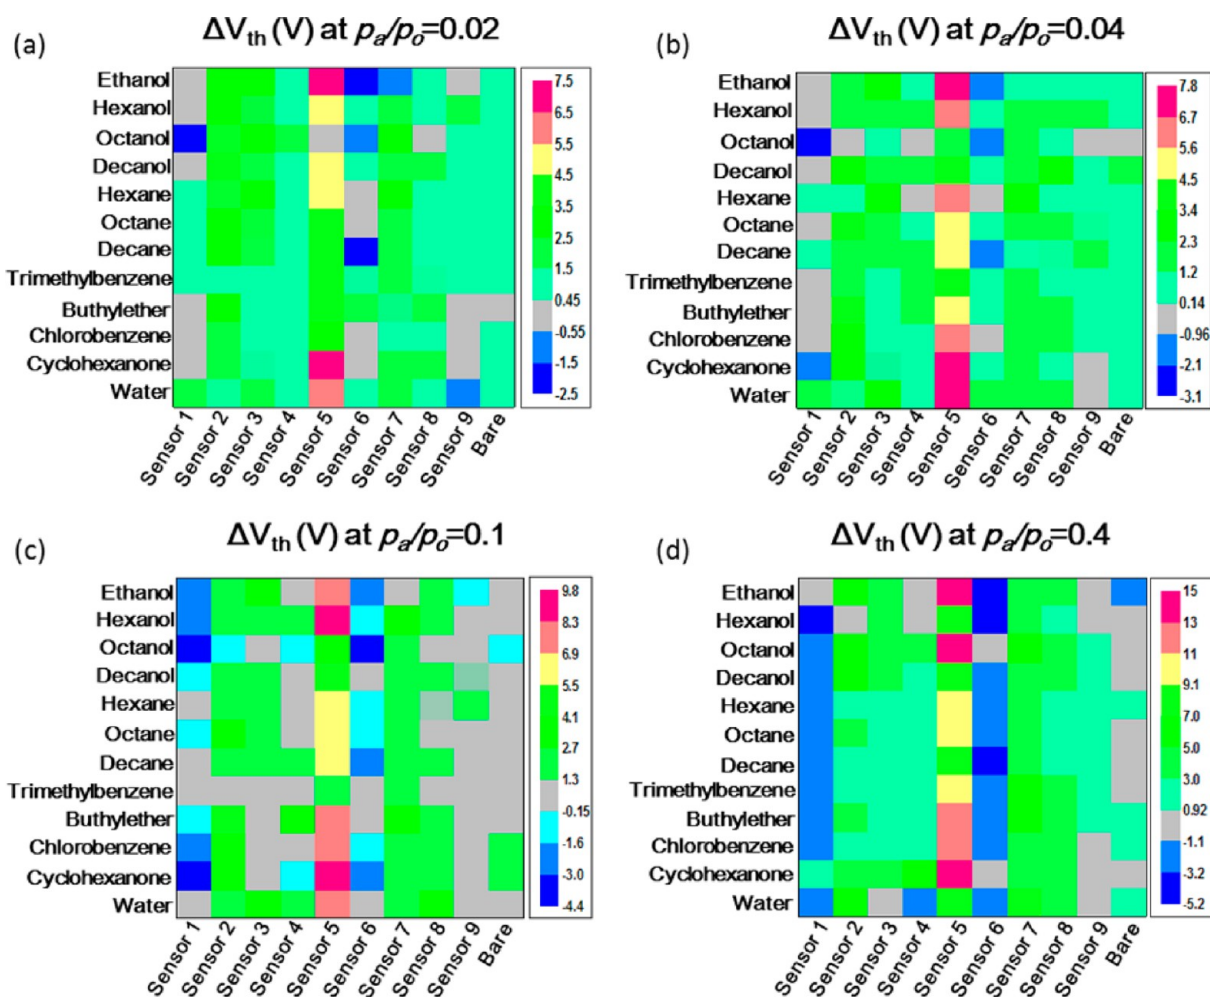 (a)
ΔVth (V) at pa/po=0.02
Ethanol
Hexanol
Octanol
Decanol
Hexane
Octane
Decane
Trimethylbenzene
Buthylether
Chlorobenzene
Cyclohexanone
Water
Sensor 1
Sensor 2
Sensor 3
Sensor 4
Sensor 5
Sensor 6
Sensor 7
Sensor 8
Sensor 9
Bare
7.5
6.5
5.5
4.5
3.5
2.5
1.5
0.45
-0.55
-1.5
-2.5
(b)
ΔVth (V) at pa/po=0.04
Ethanol
Hexanol
Octanol
Decanol
Hexane
Octane
Decane
Trimethylbenzene
Buthylether
Chlorobenzene
Cyclohexanone
Water
Sensor 1
Sensor 2
Sensor 3
Sensor 4
Sensor 5
Sensor 6
Sensor 7
Sensor 8
Sensor 9
Bare
7.8
6.7
5.6
4.5
3.4
2.3
1.2
0.14
-0.96
-2.1
-3.1
(c)
ΔVth (V) at pa/po=0.1
Ethanol
Hexanol
Octanol
Decanol
Hexane
Octane
Decane
Trimethylbenzene
Buthylether
Chlorobenzene
Cyclohexanone
Water
Sensor 1
Sensor 2
Sensor 3
Sensor 4
Sensor 5
Sensor 6
Sensor 7
Sensor 8
Sensor 9
Bare
9.8
8.3
6.9
5.5
4.1
2.7
1.3
-0.15
-1.6
-3.0
-4.4
(d)
ΔVth (V) at pa/po=0.4
Ethanol
Hexanol
Octanol
Decanol
Hexane
Octane
Decane
Trimethylbenzene
Buthylether
Chlorobenzene
Cyclohexanone
Water
Sensor 1
Sensor 2
Sensor 3
Sensor 4
Sensor 5
Sensor 6
Sensor 7
Sensor 8
Sensor 9
Bare
15
13
11
9.1
7.0
5.0
3.0
0.92
-1.1
-3.2
-5.2